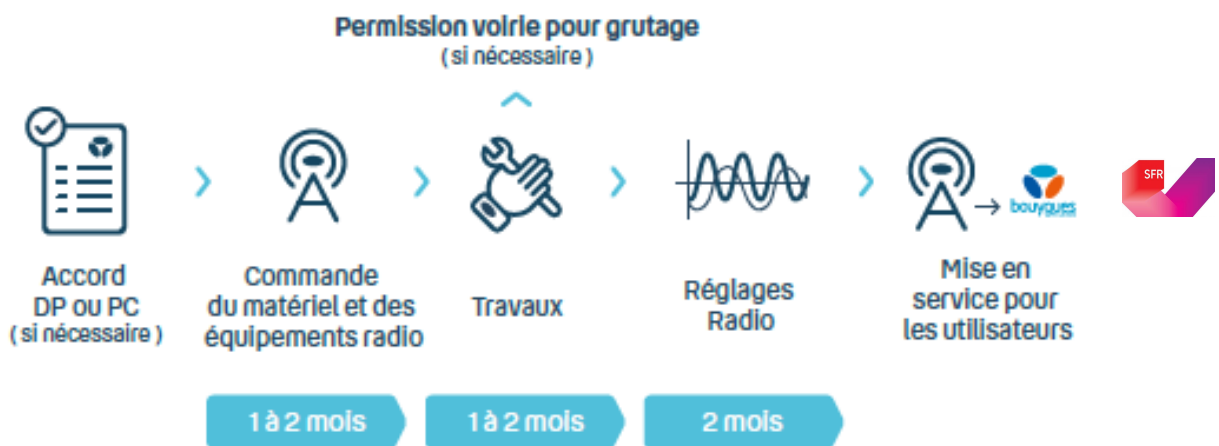 Permission voirie pour grutage
( si nécessaire )
Accord
DP ou PC
( si nécessaire )
Commande
du matériel et des
équipements radio
Travaux
Réglages
Radio
bouygues
SFR
Mise en
service pour
les utilisateurs
1 à 2 mois
1 à 2 mois
2 mois